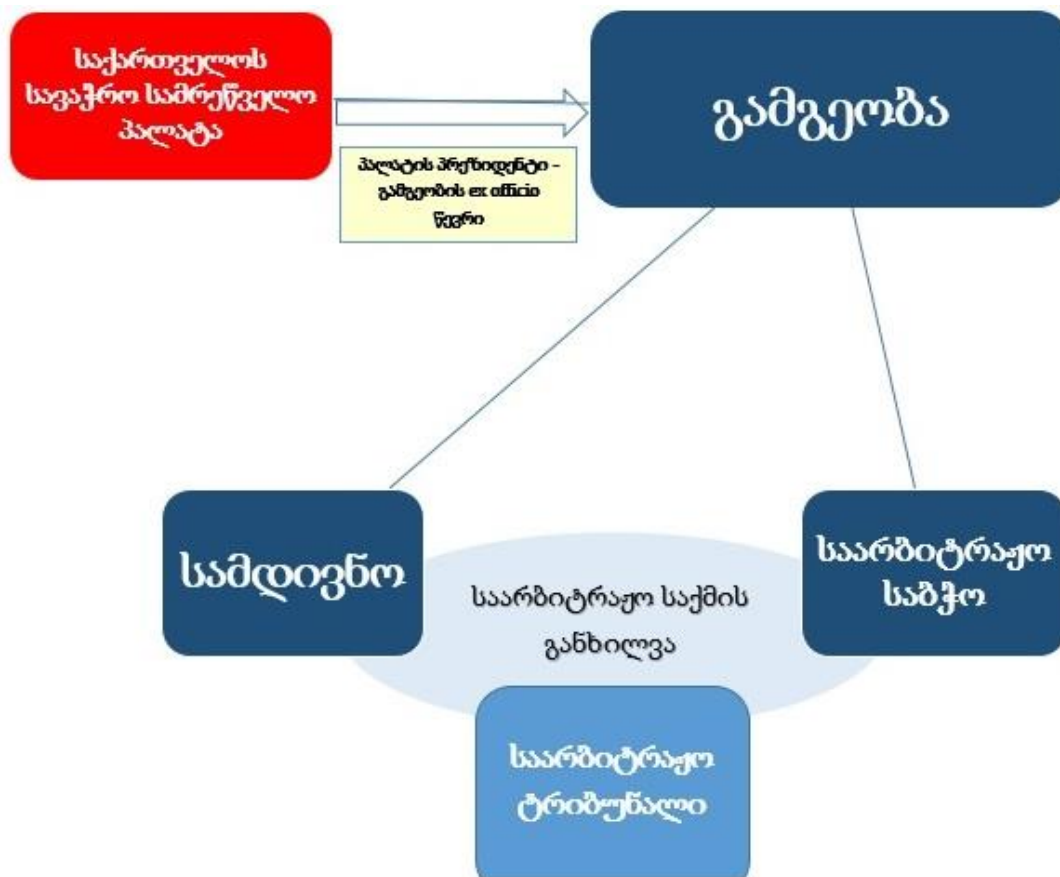 საქართველოს
სავაჭრო სამრეწველო
პალატა
გამგეობა
პალატის პრეზიდენტი –
გამგეობის ex officio
წევრი
სამდივნო
საარბიტრაჟო
საბჭო
საარბიტრაჟო საქმის
განხილვა
საარბიტრაჟო
ტრიბუნალი